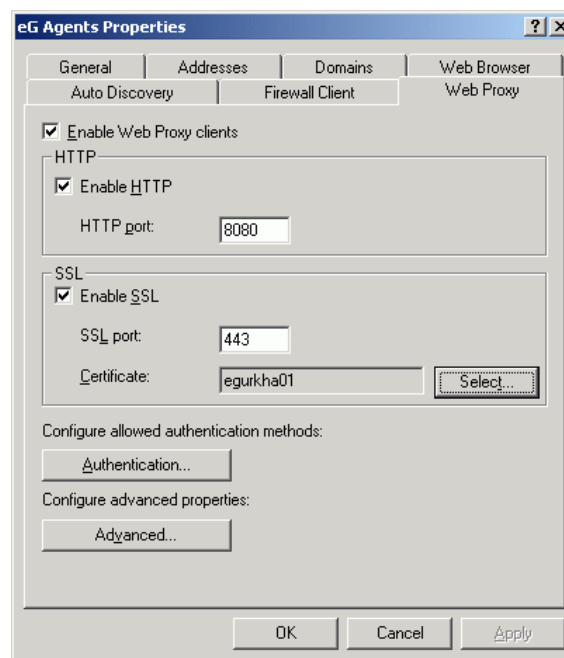 eG Agents Properties
General Addresses Domains Web Browser
Auto Discovery Firewall Client Web Proxy
Enable Web Proxy clients
HTTP
Enable HTTP
HTTP port: 8080
SSL
Enable SSL
SSL port: 443
Certificate: egurkha01 Select...
Configure allowed authentication methods:
Authentication...
Configure advanced properties:
Advanced...
OK Cancel Apply